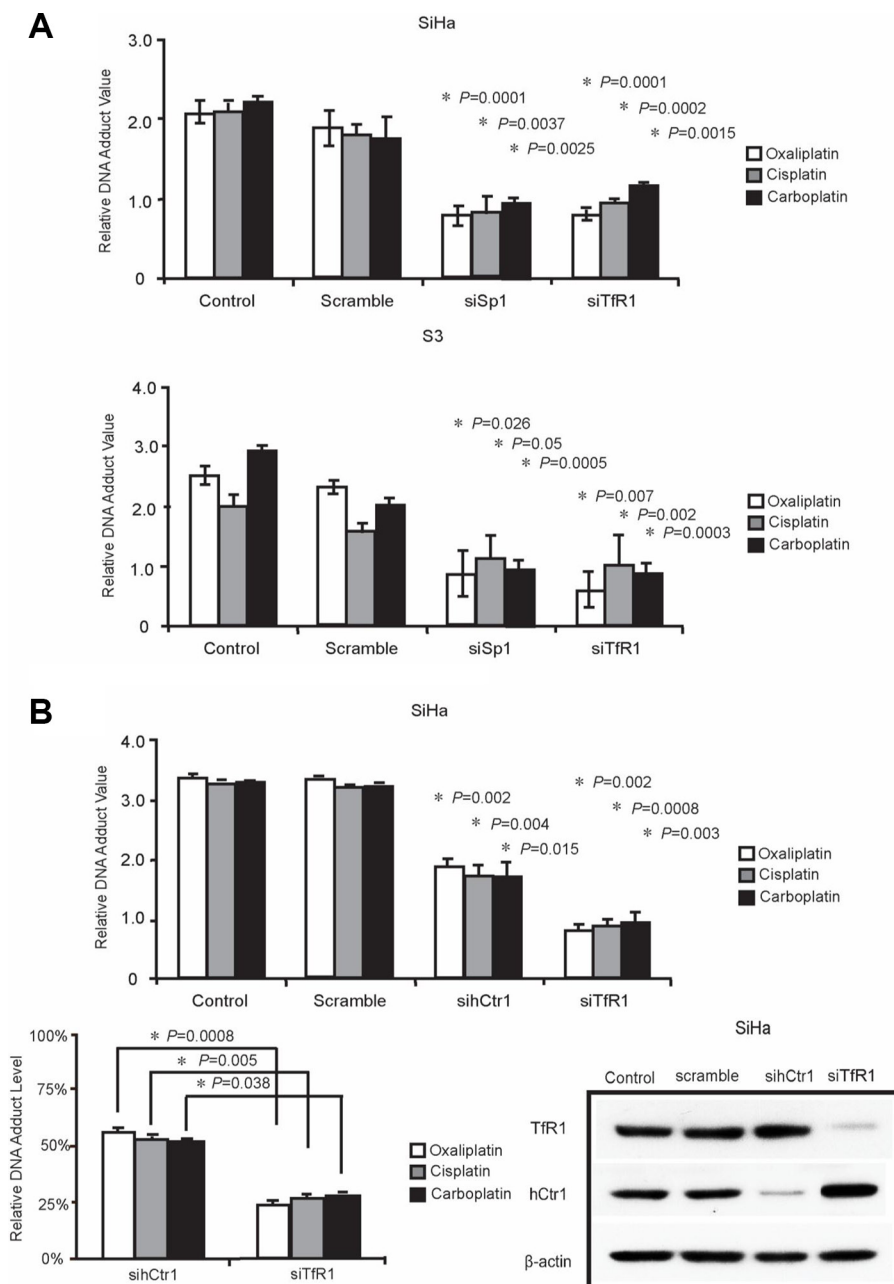 A
SiHa
Relative DNA Adduct Value
3.0
2.0
1.0
0
* P=0.0001
* P=0.0037
* P=0.0025
* P=0.0001
* P=0.0002
* P=0.0015
Oxaliplatin
Cisplatin
Carboplatin
Control
Scramble
siSp1
siTfR1
S3
Relative DNA Adduct Value
4.0
3.0
2.0
1.0
0
* P=0.026
* P=0.05
* P=0.0005
* P=0.007
* P=0.002
* P=0.0003
Oxaliplatin
Cisplatin
Carboplatin
Control
Scramble
siSp1
siTfR1
B
SiHa
Relative DNA Adduct Value
4.0
3.0
2.0
1.0
0
* P=0.002
* P=0.004
* P=0.015
* P=0.002
* P=0.0008
* P=0.003
Oxaliplatin
Cisplatin
Carboplatin
Control
Scramble
sihCtr1
siTfR1
Relative DNA Adduct Level
100%
75%
50%
25%
0%
* P=0.0008
* P=0.005
* P=0.038
Oxaliplatin
Cisplatin
Carboplatin
sihCtr1
siTfR1
SiHa
Control scramble sihCtr1 siTfR1
TfR1
hCtr1
β-actin